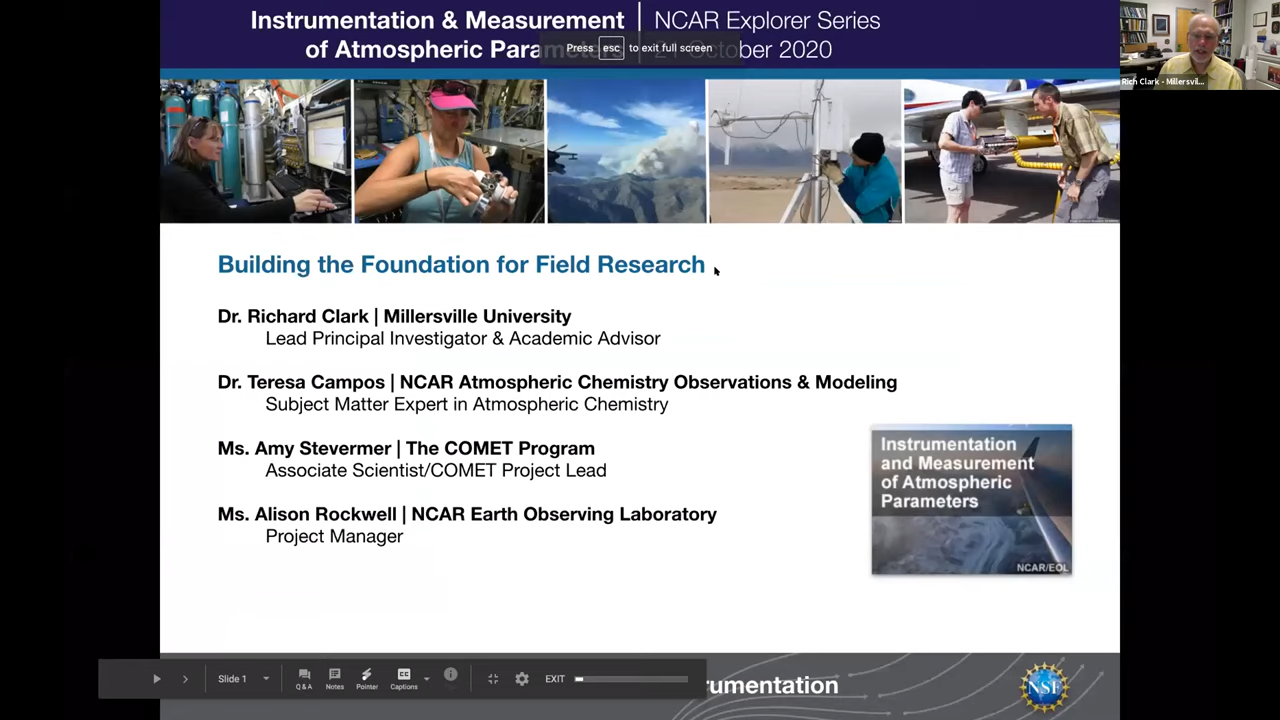 Instrumentation & Measurement
of Atmospheric Para
NCAR Explorer Series
21 October 2020
Press esc to exit full screen
Rich Clark - Millersvil...
Building the Foundation for Field Research
Dr. Richard Clark | Millersville University
Lead Principal Investigator & Academic Advisor
Dr. Teresa Campos | NCAR Atmospheric Chemistry Observations & Modeling
Subject Matter Expert in Atmospheric Chemistry
Ms. Amy Stevermer | The COMET Program
Associate Scientist/COMET Project Lead
Ms. Alison Rockwell | NCAR Earth Observing Laboratory
Project Manager
Instrumentation
and Measurement
of Atmospheric
Parameters
NCAR/EOL
Slide 1
Q & A
Notes
Pointer
CC
Captions
EXIT
rumentation
NSF